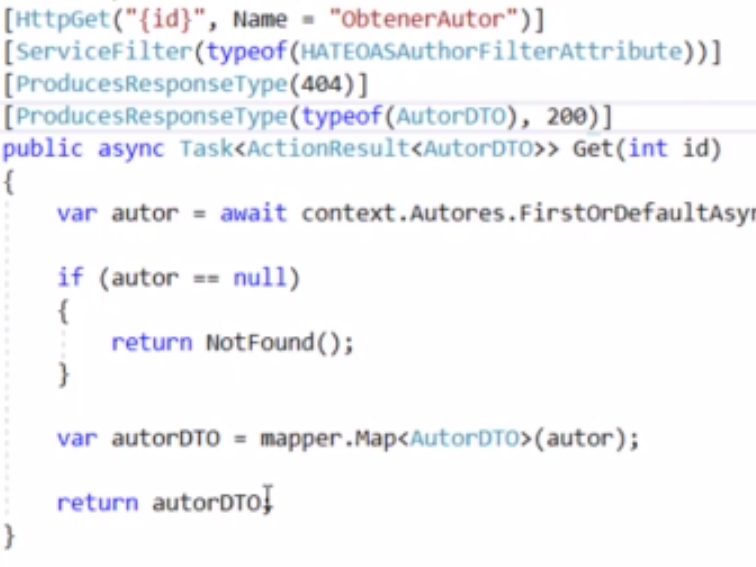 [HttpGet("{id}", Name = "ObtenerAutor")]
[ServiceFilter(typeof(HATEOASAuthorFilterAttribute))]
[ProducesResponseType(404)]
[ProducesResponseType(typeof(AutorDTO), 200)]
public async Task<ActionResult<AutorDTO>> Get(int id)
{
var autor = await context.Autores.FirstOrDefaultAsyn
if (autor == null)
{
return NotFound();
}
var autorDTO = mapper.Map<AutorDTO>(autor);
return autorDTO;
}